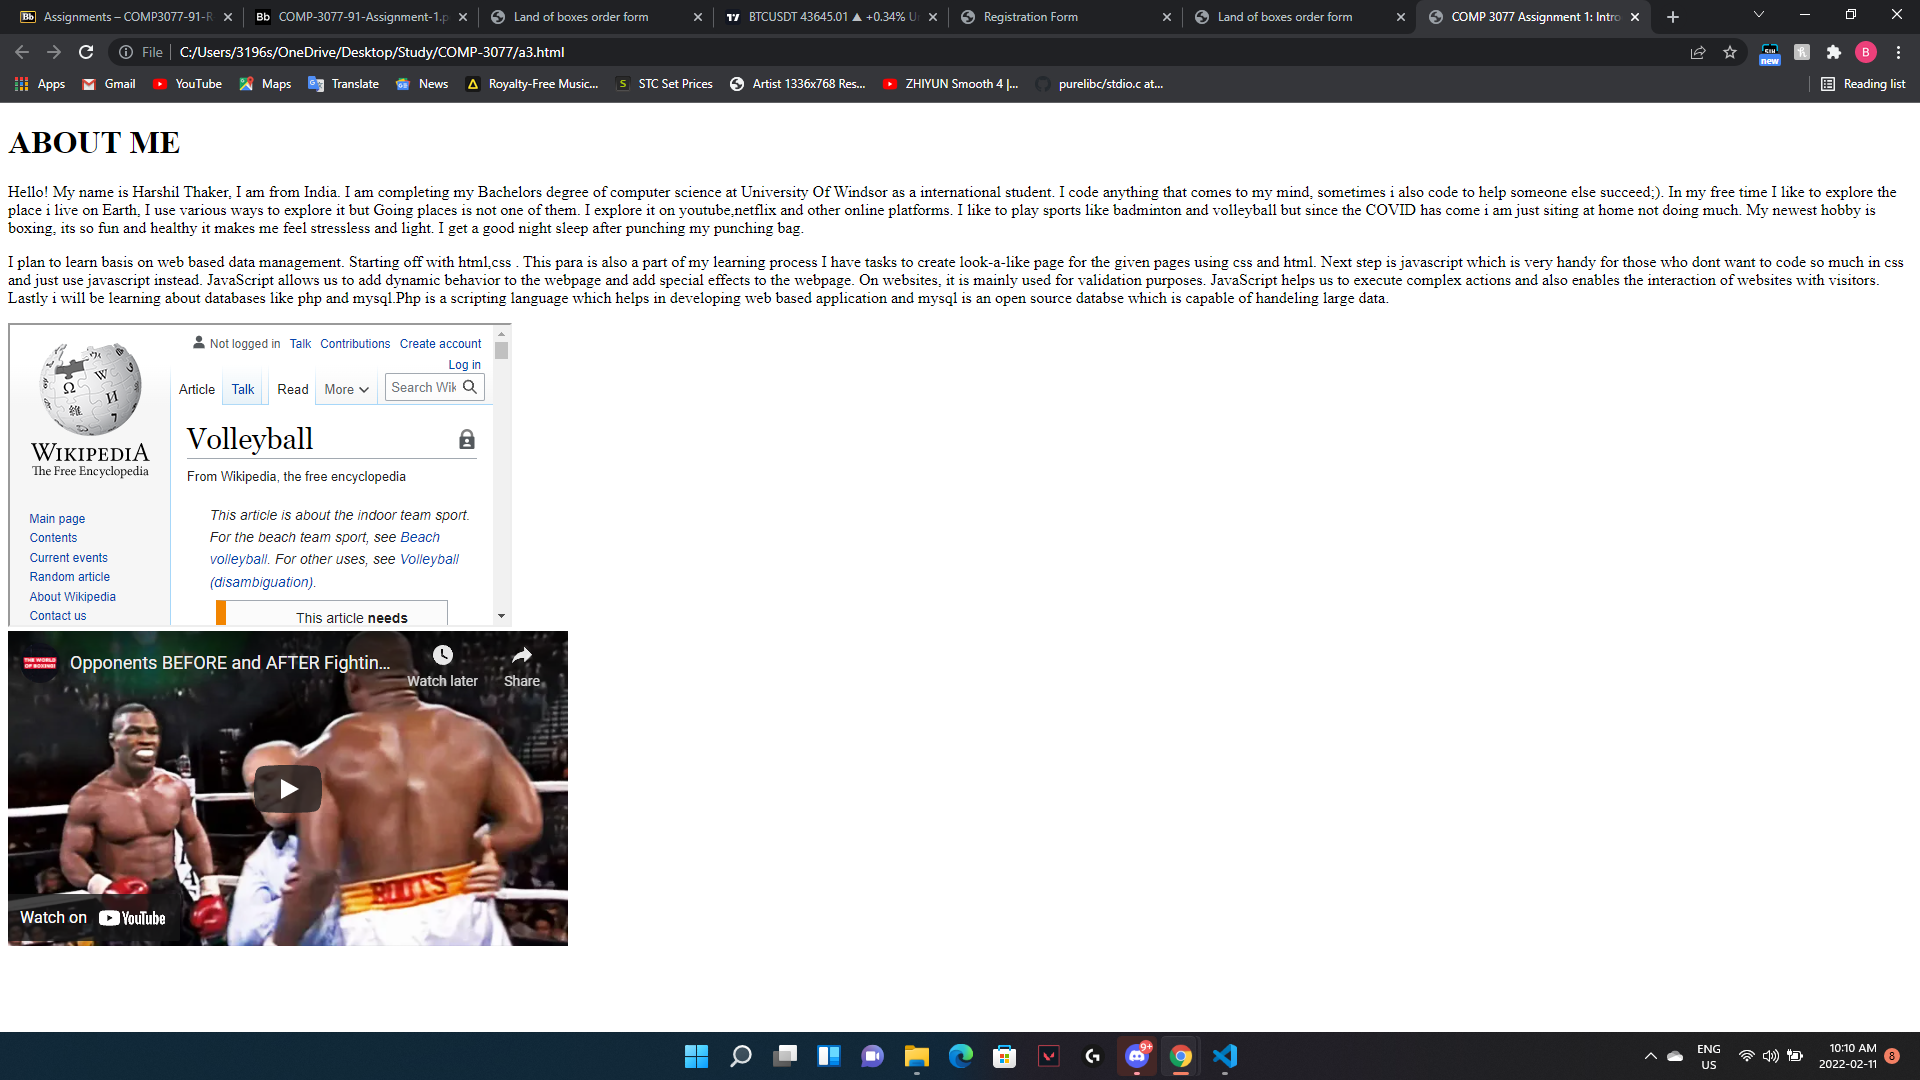 Assignments – COMP3077-91-R
COMP-3077-91-Assignment-1.p
Land of boxes order form
BTCUSDT 43645.01 ▲ +0.34% U
Registration Form
Land of boxes order form
COMP 3077 Assignment 1: Intro
File
C:/Users/3196s/OneDrive/Desktop/Study/COMP-3077/a3.html
new
B
Apps
Gmail
YouTube
Maps
Translate
News
Royalty-Free Music...
STC Set Prices
Artist 1336x768 Res...
ZHIYUN Smooth 4 |...
purelibc/stdio.c at...
Reading list
ABOUT ME
Hello! My name is Harshil Thaker, I am from India. I am completing my Bachelors degree of computer science at University Of Windsor as a international student. I code anything that comes to my mind, sometimes i also code to help someone else succeed;). In my free time I like to explore the
place i live on Earth, I use various ways to explore it but Going places is not one of them. I explore it on youtube,netflix and other online platforms. I like to play sports like badminton and volleyball but since the COVID has come i am just siting at home not doing much. My newest hobby is
boxing, its so fun and healthy it makes me feel stressless and light. I get a good night sleep after punching my punching bag.
I plan to learn basis on web based data management. Starting off with html,css . This para is also a part of my learning process I have tasks to create look-a-like page for the given pages using css and html. Next step is javascript which is very handy for those who dont want to code so much in css
and just use javascript instead. JavaScript allows us to add dynamic behavior to the webpage and add special effects to the webpage. On websites, it is mainly used for validation purposes. JavaScript helps us to execute complex actions and also enables the interaction of websites with visitors.
Lastly i will be learning about databases like php and mysql.Php is a scripting language which helps in developing web based application and mysql is an open source databse which is capable of handeling large data.
Not logged in Talk Contributions Create account
Log in
Article Talk Read More Search Wik
WIKIPEDIA
The Free Encyclopedia
Volleyball
From Wikipedia, the free encyclopedia
This article is about the indoor team sport.
For the beach team sport, see Beach
volleyball. For other uses, see Volleyball
(disambiguation).
This article needs
Main page
Contents
Current events
Random article
About Wikipedia
Contact us
THE WORLD
OF BOXING!
Opponents BEFORE and AFTER Fightin...
Watch later
Share
Watch on YouTube
9+
ENG
US
10:10 AM
2022-02-11
8